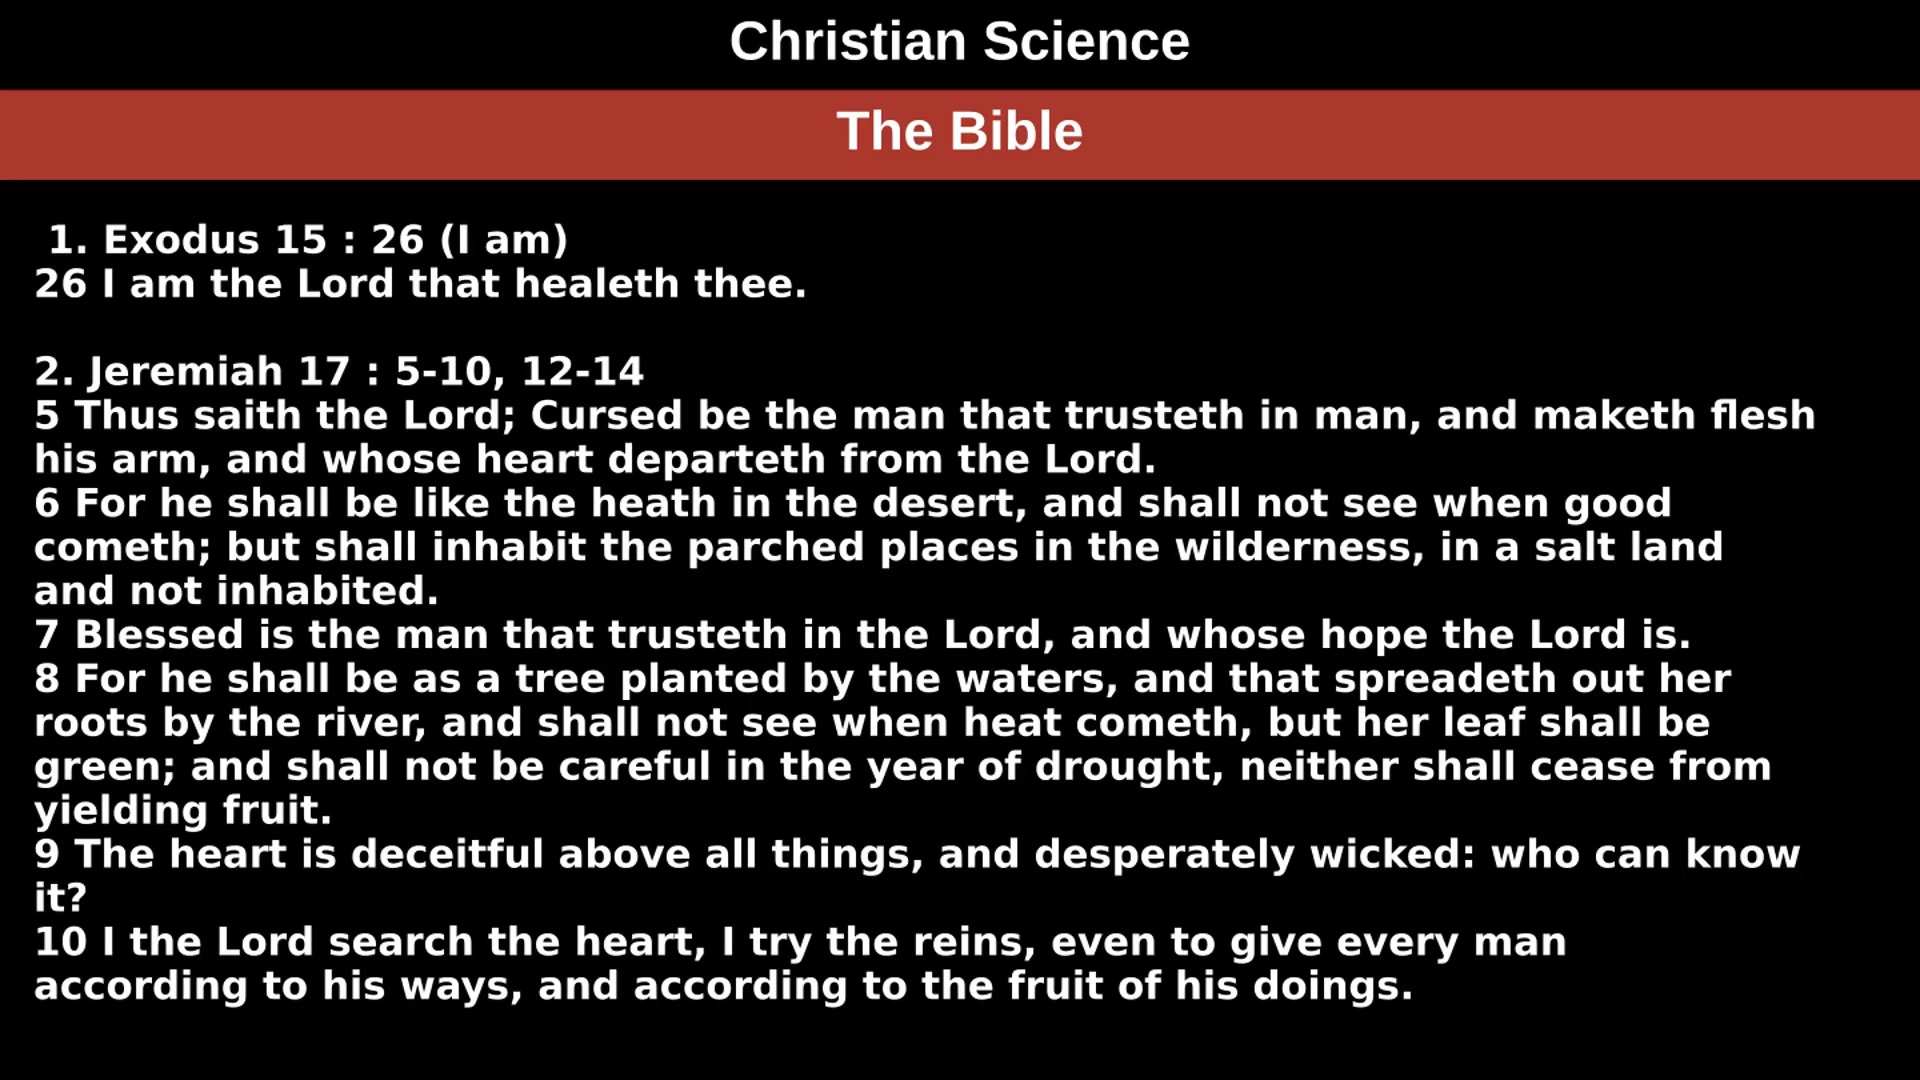 Christian Science
The Bible
1. Exodus 15 : 26 (I am)
26 I am the Lord that healeth thee.
2. Jeremiah 17 : 5-10, 12-14
5 Thus saith the Lord; Cursed be the man that trusteth in man, and maketh flesh
his arm, and whose heart departeth from the Lord.
6 For he shall be like the heath in the desert, and shall not see when good
cometh; but shall inhabit the parched places in the wilderness, in a salt land
and not inhabited.
7 Blessed is the man that trusteth in the Lord, and whose hope the Lord is.
8 For he shall be as a tree planted by the waters, and that spreadeth out her
roots by the river, and shall not see when heat cometh, but her leaf shall be
green; and shall not be careful in the year of drought, neither shall cease from
yielding fruit.
9 The heart is deceitful above all things, and desperately wicked: who can know
it?
10 I the Lord search the heart, I try the reins, even to give every man
according to his ways, and according to the fruit of his doings.